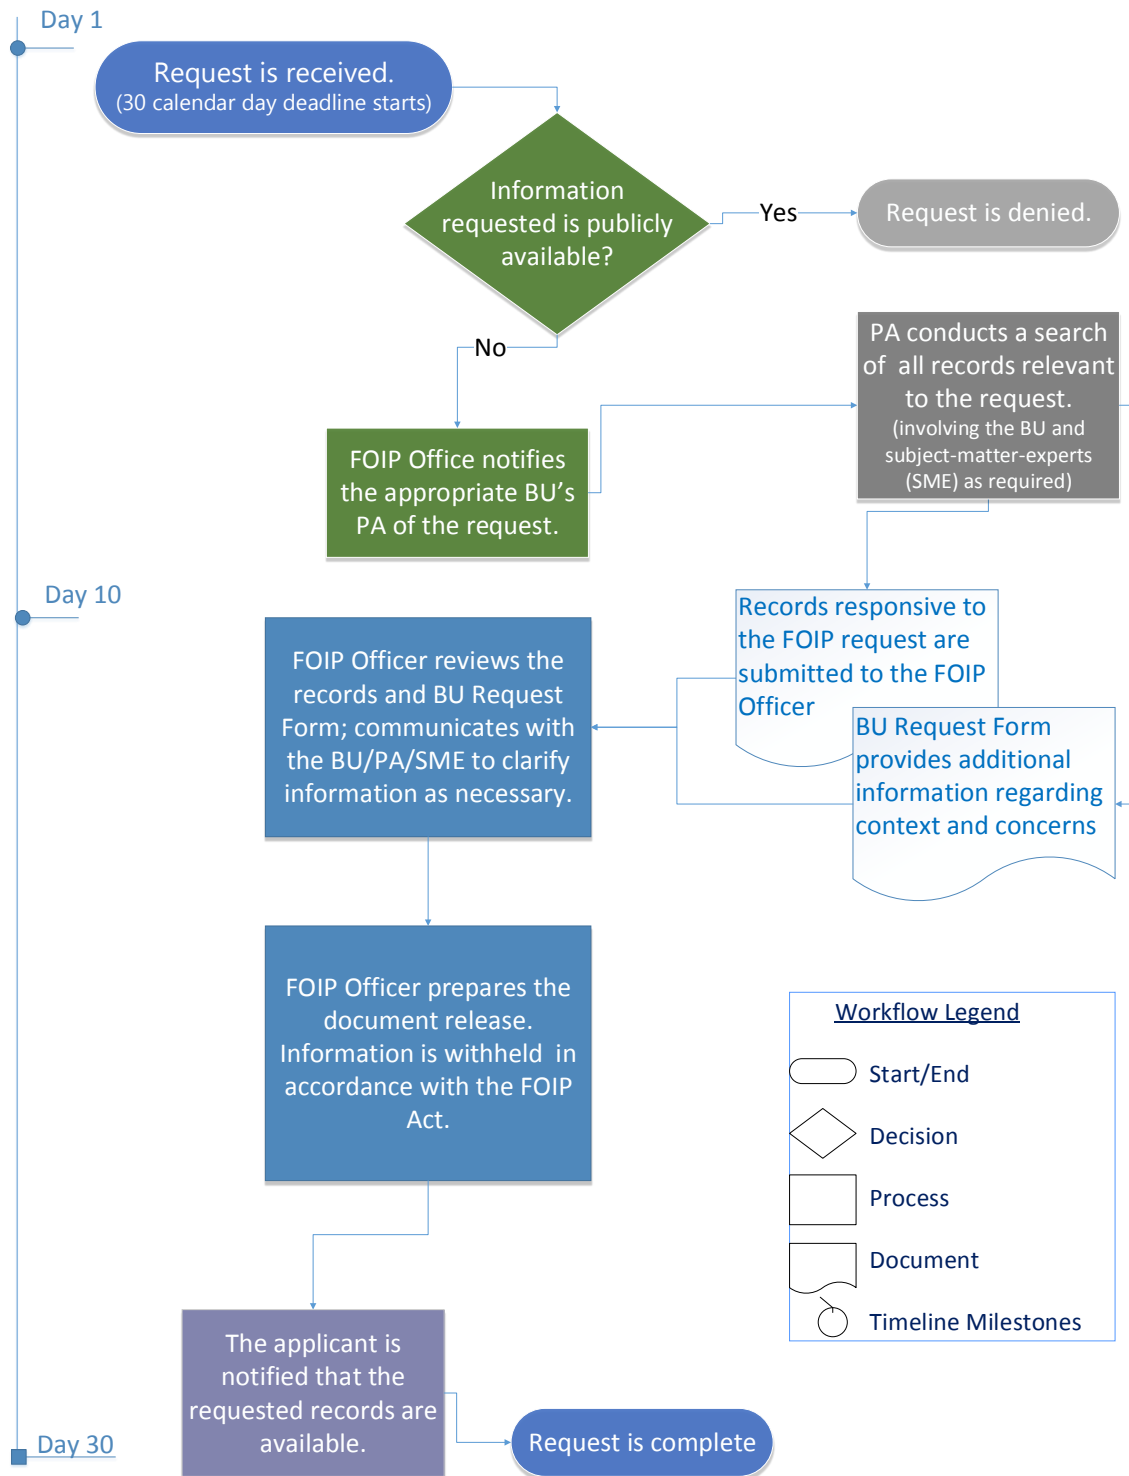 Day 1
Request is received.
(30 calendar day deadline starts)
Information
requested is publicly
available?
Yes
Request is denied.
No
FOIP Office notifies
the appropriate BU’s
PA of the request.
PA conducts a search
of all records relevant
to the request.
(involving the BU and
subject-matter-experts
(SME) as required)
Day 10
Records responsive to
the FOIP request are
submitted to the FOIP
Officer
BU Request Form
provides additional
information regarding
context and concerns
FOIP Officer reviews the
records and BU Request
Form; communicates with
the BU/PA/SME to clarify
information as necessary.
FOIP Officer prepares the
document release.
Information is withheld in
accordance with the FOIP
Act.
The applicant is
notified that the
requested records are
available.
Day 30
Request is complete
Workflow Legend
Start/End
Decision
Process
Document
Timeline Milestones